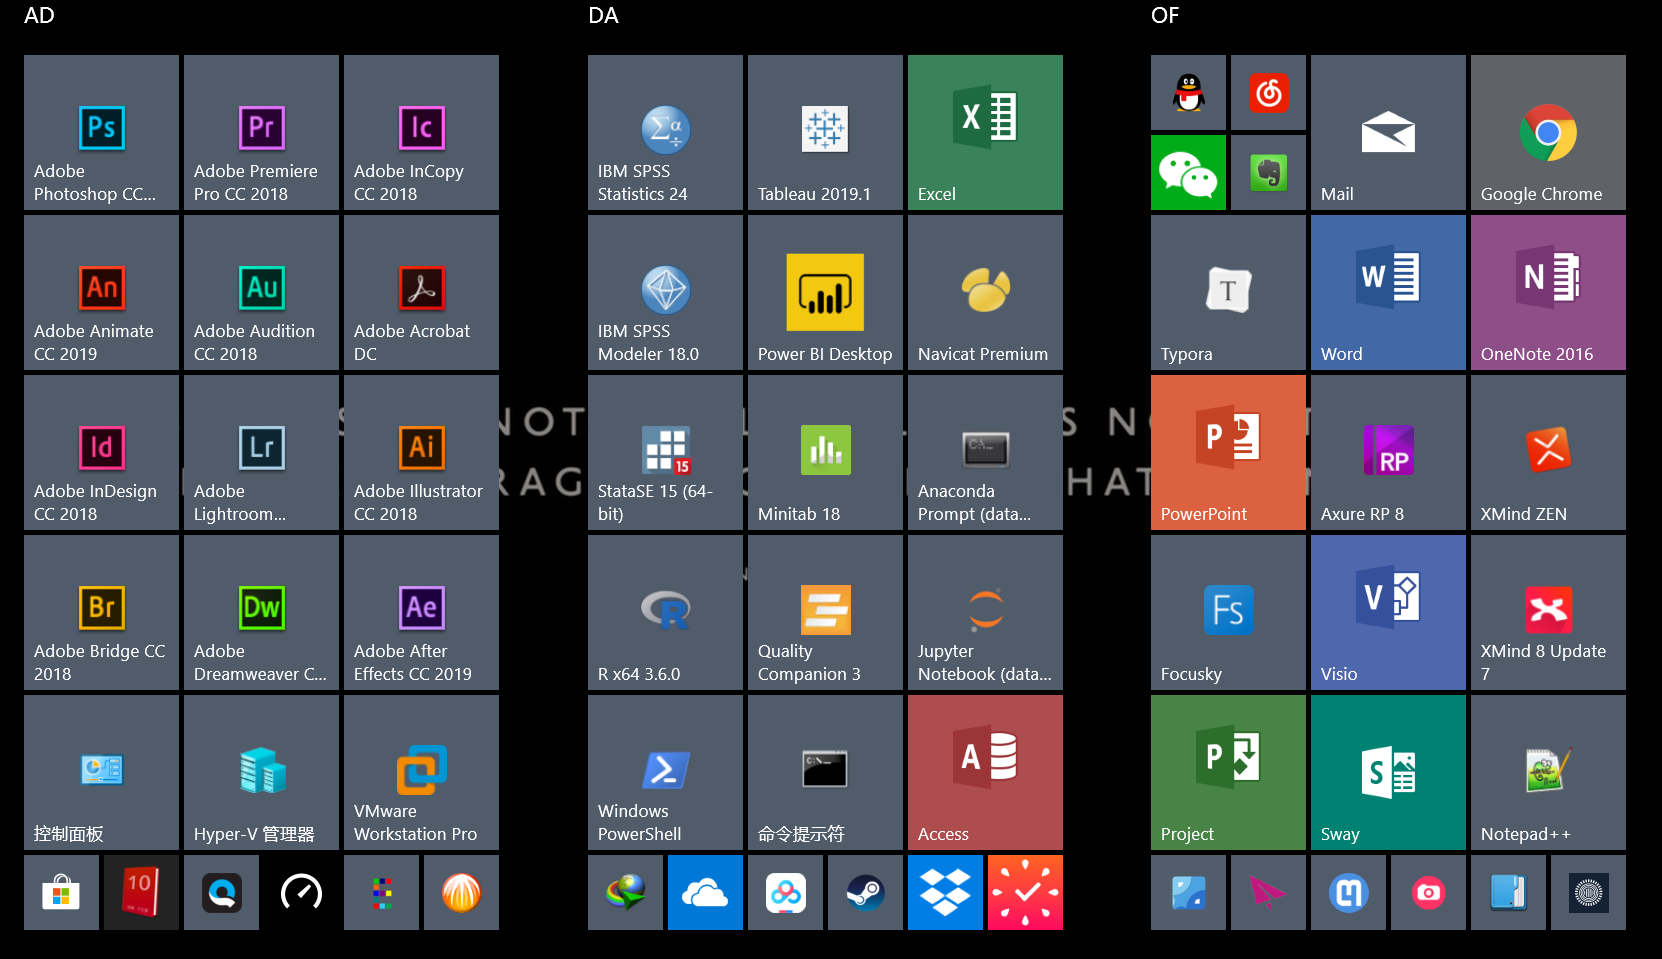 AD
DA
OF
Ps
Adobe
Photoshop CC...
Pr
Adobe Premiere
Pro CC 2018
Ic
Adobe InCopy
CC 2018
Σα
÷
IBM SPSS
Statistics 24
Tableau 2019.1
X
Excel
Mail
Google Chrome
An
Adobe Animate
CC 2019
Au
Adobe Audition
CC 2018
Adobe Acrobat
DC
IBM SPSS
Modeler 18.0
Power BI Desktop
Navicat Premium
T
Typora
W
Word
N
OneNote 2016
Id
Adobe InDesign
CC 2018
Lr
Adobe
Lightroom...
Ai
Adobe Illustrator
CC 2018
15
StataSE 15 (64-
bit)
Minitab 18
C:\
Anaconda
Prompt (data...
P
PowerPoint
RP
Axure RP 8
XMind ZEN
NOT
RAG
HAT
Br
Adobe Bridge CC
2018
Dw
Adobe
Dreamweaver C...
Ae
Adobe After
Effects CC 2019
R
R x64 3.6.0
Quality
Companion 3
Jupyter
Notebook (data...
Fs
Focusky
V
Visio
XMind 8 Update
7
控制面板
Hyper-V 管理器
VMware
Workstation Pro
Windows
PowerShell
C:\
命令提示符
A
Access
P
Project
S
Sway
Notepad++
10